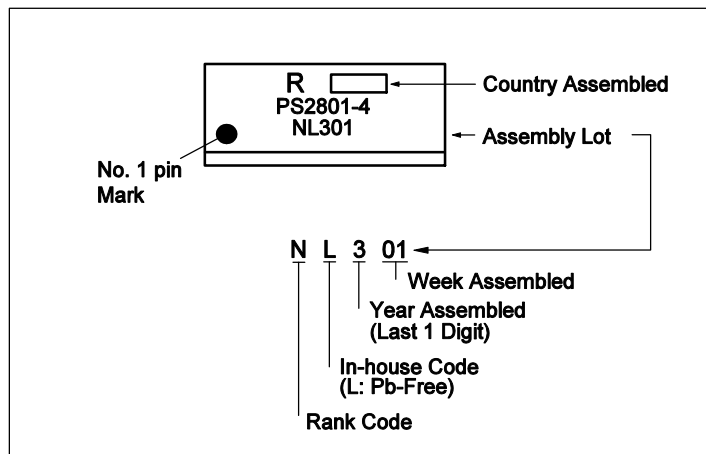 R
Country Assembled
PS2801-4
NL301
Assembly Lot
No. 1 pin
Mark
N L 3 01
Week Assembled
Year Assembled
(Last 1 Digit)
In-house Code
(L: Pb-Free)
Rank Code